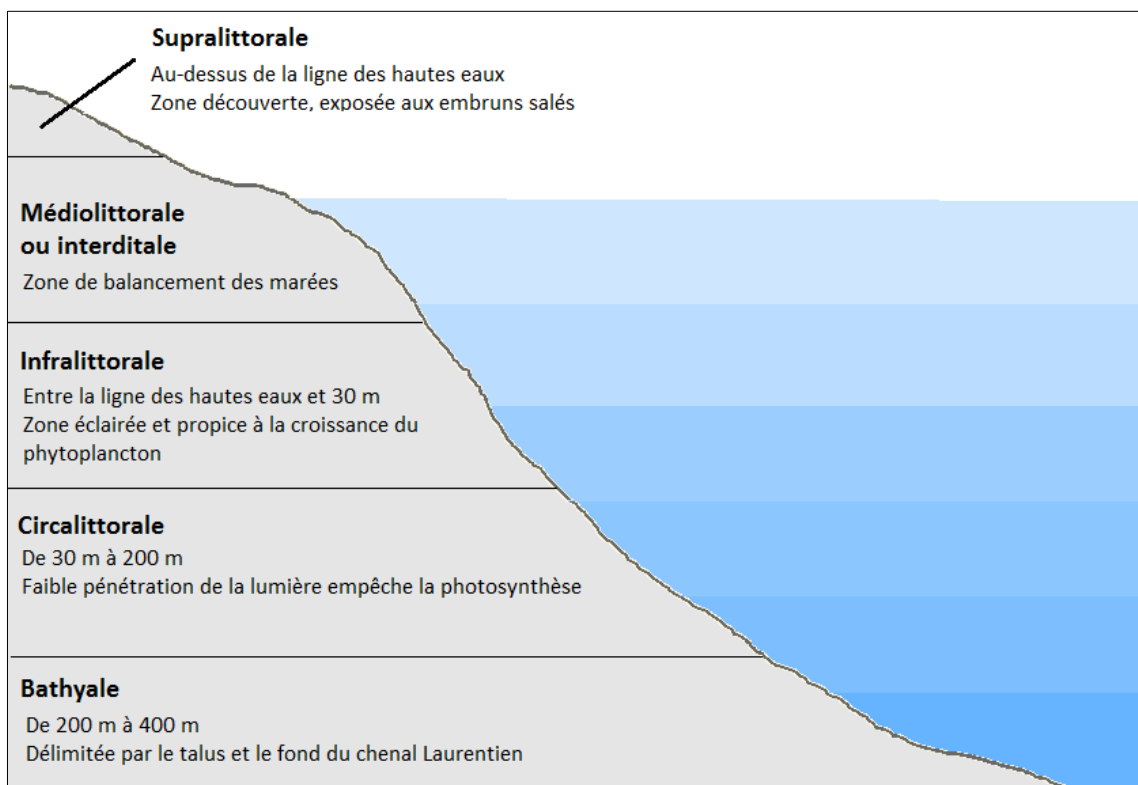 Supralittorale
Au-dessus de la ligne des hautes eaux
Zone découverte, exposée aux embruns salés
Médiolittorale
ou interditale
Zone de balancement des marées
Infralittorale
Entre la ligne des hautes eaux et 30 m
Zone éclairée et propice à la croissance du
phytoplancton
Circalittorale
De 30 m à 200 m
Faible pénétration de la lumière empêche la photosynthèse
Bathyale
De 200 m à 400 m
Délimitée par le talus et le fond du chenal Laurentien